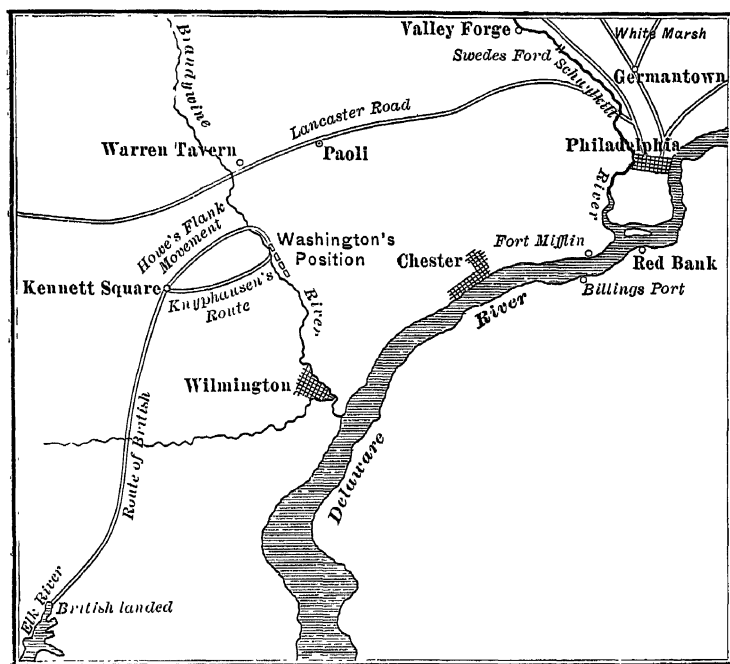 Valley Forge
White Marsh
Swedes Ford
Germantown
Schuylkill
River
Brandywine
Lancaster Road
Warren Tavern
Paoli
Philadelphia
Howe's Flank
Movement
Washington's
Position
Fort Mifflin
Chester
Red Bank
Kennett Square
Knyphausen's
Route
River
River
Billings Port
Wilmington
Route of British
Delaware
Elk River
British landed